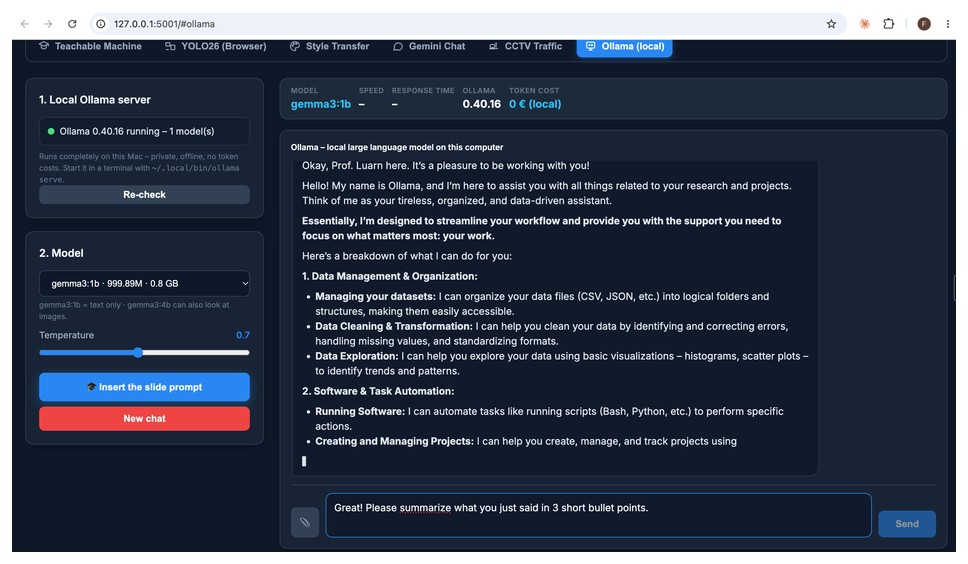 127.0.0.1:5001/#ollama
F
Teachable Machine
YOLO26 (Browser)
Style Transfer
Gemini Chat
CCTV Traffic
Ollama (local)
1. Local Ollama server
Ollama 0.40.16 running – 1 model(s)
Runs completely on this Mac – private, offline, no token
costs. Start it in a terminal with ~/.local/bin/ollama
serve.
Re-check
2. Model
gemma3:1b · 999.89M · 0.8 GB
gemma3:1b = text only · gemma3:4b can also look at
images.
Temperature 0.7
🎓 Insert the slide prompt
New chat
MODEL SPEED RESPONSE TIME OLLAMA TOKEN COST
gemma3:1b – – 0.40.16 0 € (local)
Ollama – local large language model on this computer
Okay, Prof. Luarn here. It's a pleasure to be working with you!
Hello! My name is Ollama, and I'm here to assist you with all things related to your research and projects.
Think of me as your tireless, organized, and data-driven assistant.
Essentially, I'm designed to streamline your workflow and provide you with the support you need to
focus on what matters most: your work.
Here's a breakdown of what I can do for you:
1. Data Management & Organization:
• Managing your datasets: I can organize your data files (CSV, JSON, etc.) into logical folders and
structures, making them easily accessible.
• Data Cleaning & Transformation: I can help you clean your data by identifying and correcting errors,
handling missing values, and standardizing formats.
• Data Exploration: I can help you explore your data using basic visualizations – histograms, scatter plots –
to identify trends and patterns.
2. Software & Task Automation:
• Running Software: I can automate tasks like running scripts (Bash, Python, etc.) to perform specific
actions.
• Creating and Managing Projects: I can help you create, manage, and track projects using
Great! Please summarize what you just said in 3 short bullet points.
Send